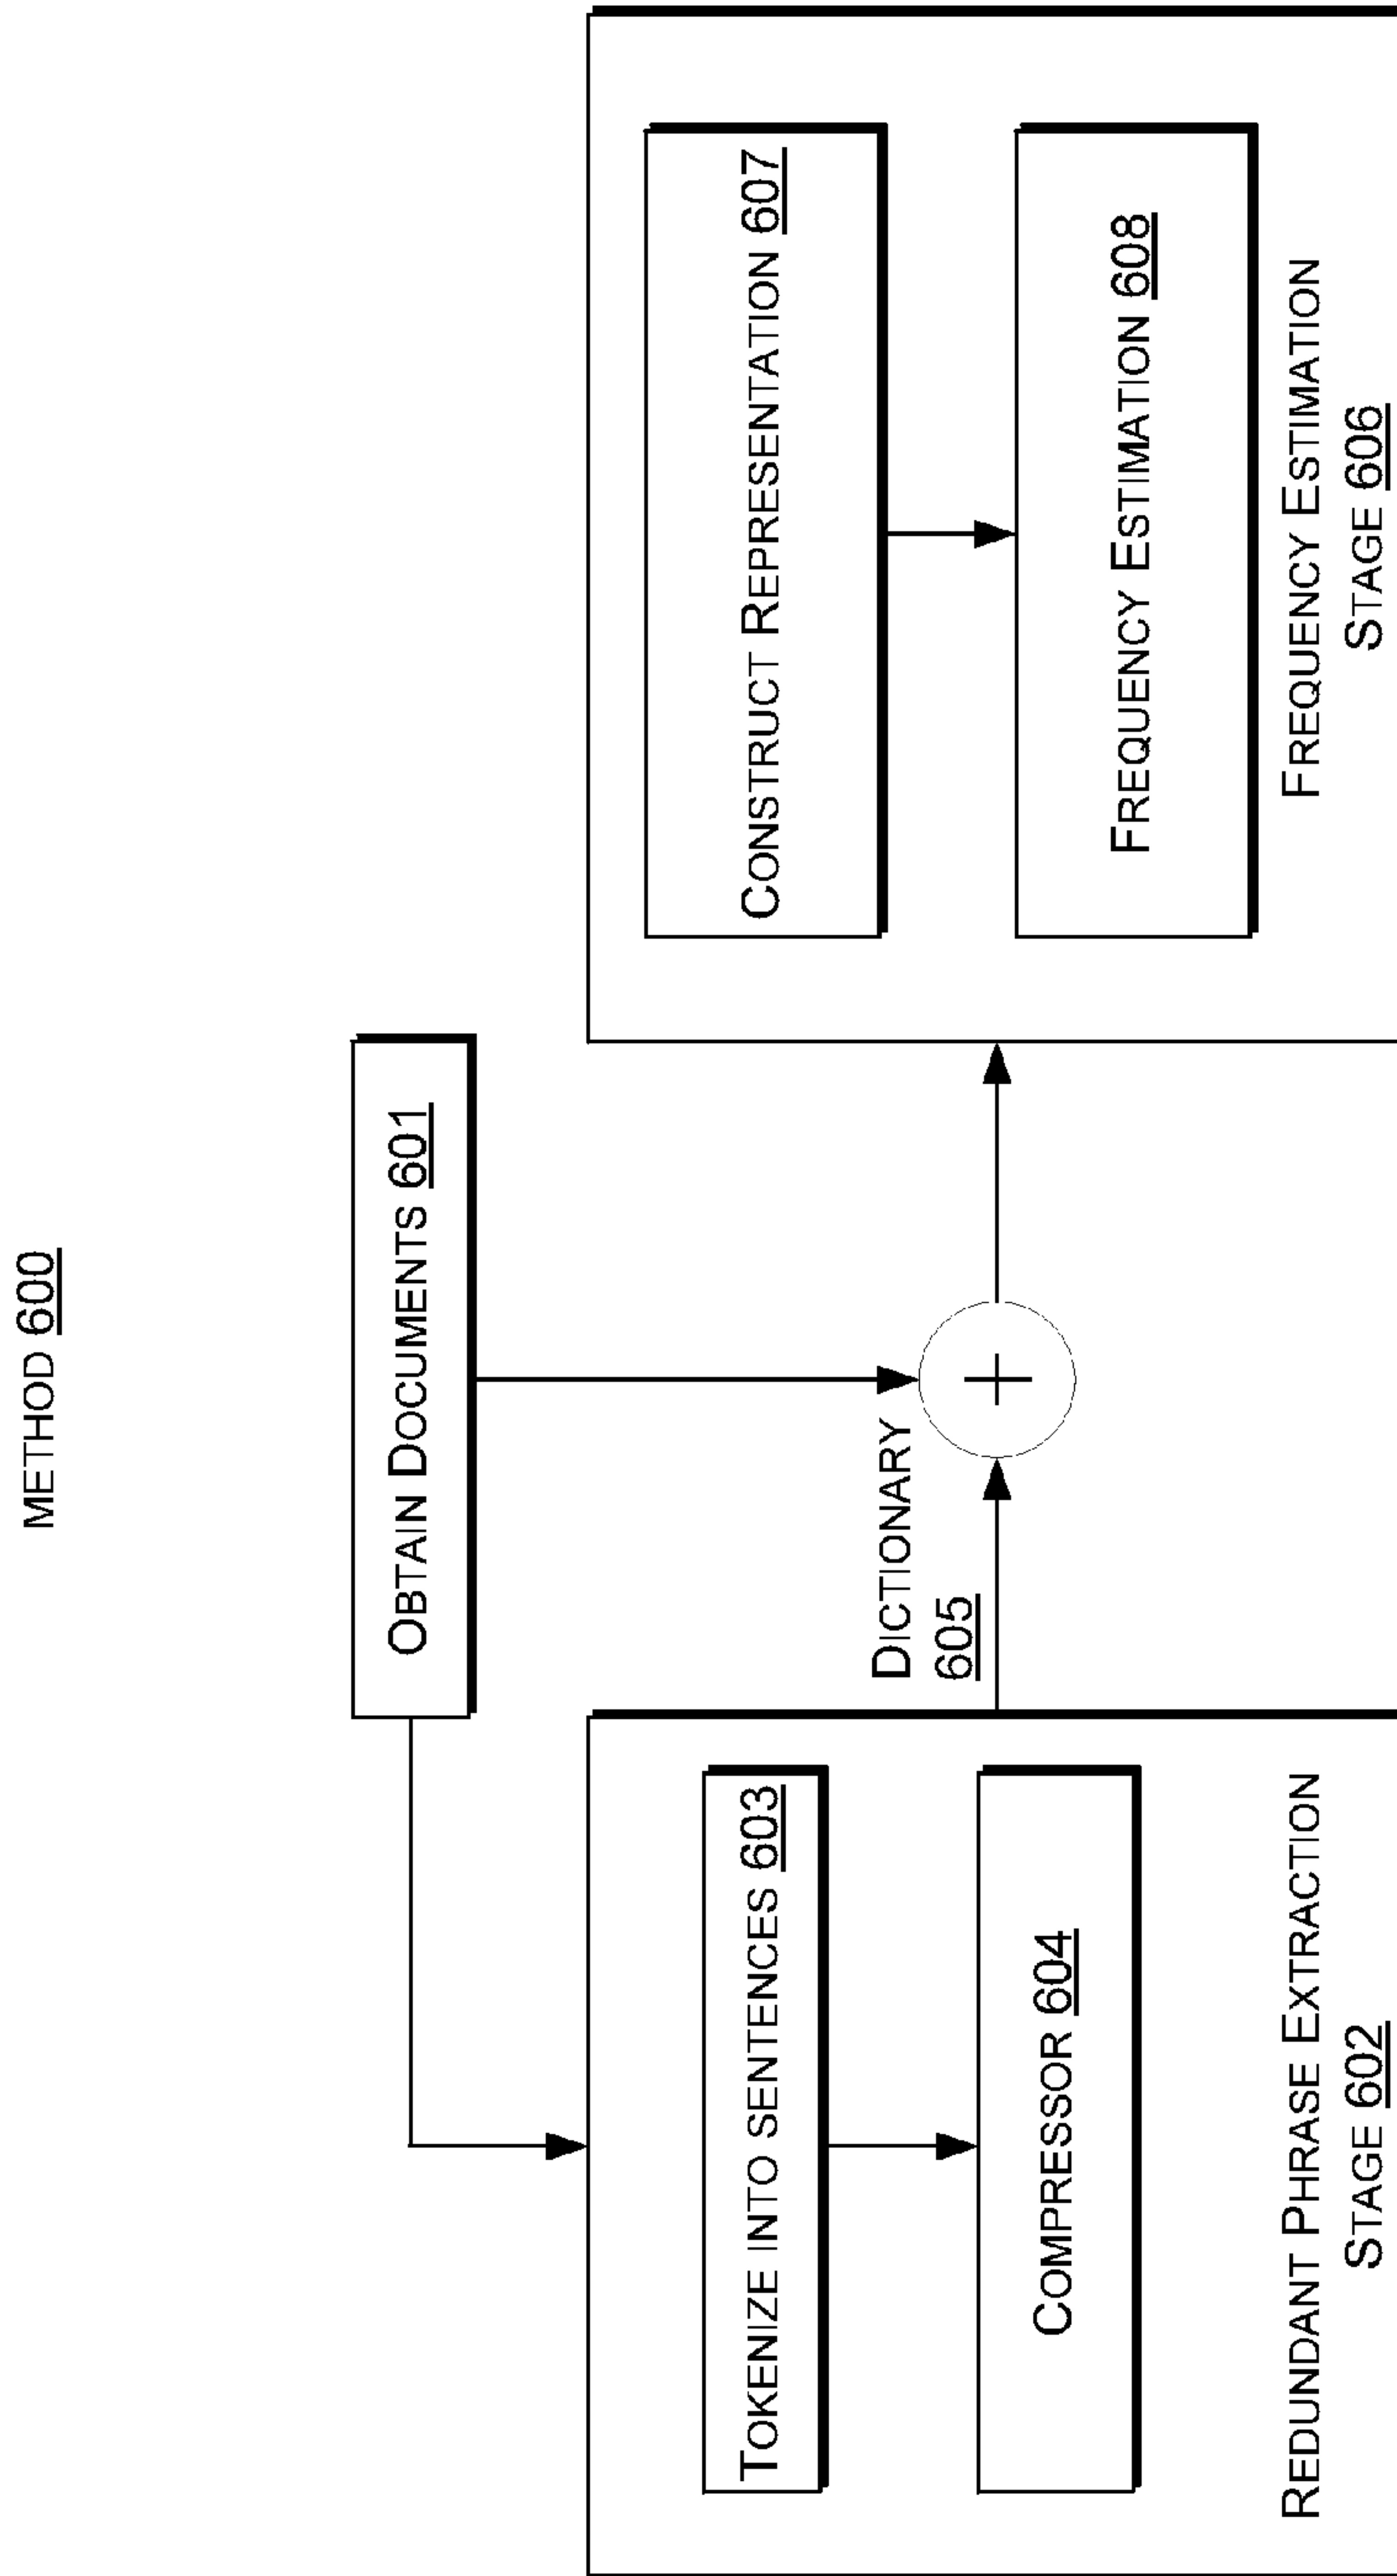 METHOD 600
OBTAIN DOCUMENTS 601
TOKENIZE INTO SENTENCES 603
COMPRESSOR 604
REDUNDANT PHRASE EXTRACTION
STAGE 602
DICTIONARY
605
+
CONSTRUCT REPRESENTATION 607
FREQUENCY ESTIMATION 608
FREQUENCY ESTIMATION
STAGE 606